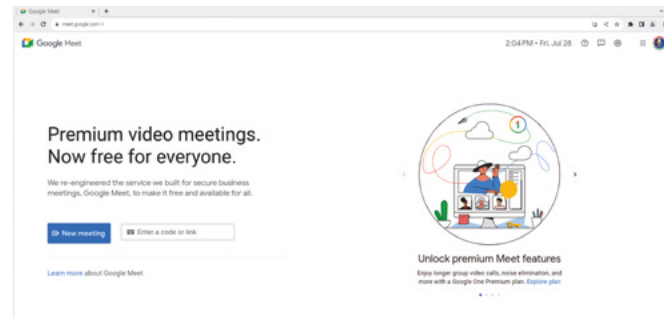 Google Meet
meet.google.com
Google Meet
2:04 PM • Fri, Jul 28
Premium video meetings.
Now free for everyone.
We re-engineered the service we built for secure business
meetings, Google Meet, to make it free and available for all.
New meeting
Enter a code or link
Learn more about Google Meet
1
Unlock premium Meet features
Enjoy longer group video calls, noise elimination, and
more with a Google One Premium plan. Explore plan